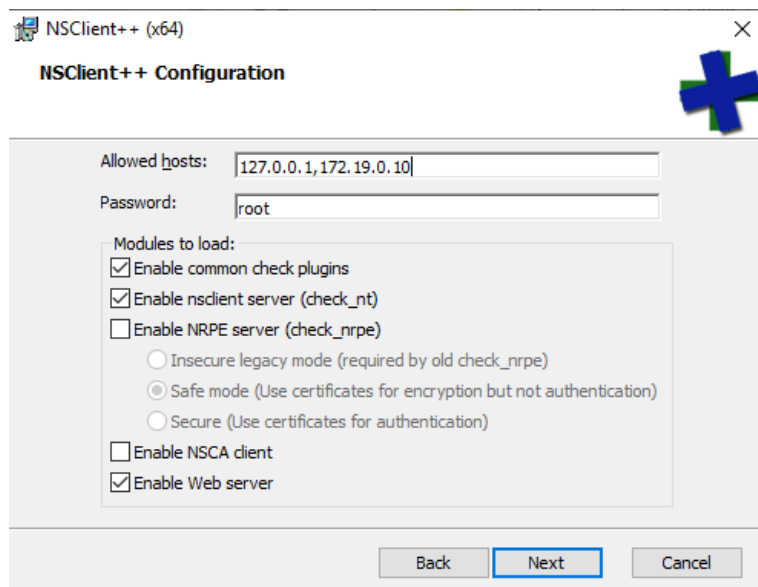 NSClient++ (x64)
NSClient++ Configuration
Allowed hosts: 127.0.0.1,172.19.0.10
Password: root
Modules to load:
Enable common check plugins
Enable nsclient server (check_nt)
Enable NRPE server (check_nrpe)
Insecure legacy mode (required by old check_nrpe)
Safe mode (Use certificates for encryption but not authentication)
Secure (Use certificates for authentication)
Enable NSCA client
Enable Web server
Back Next Cancel